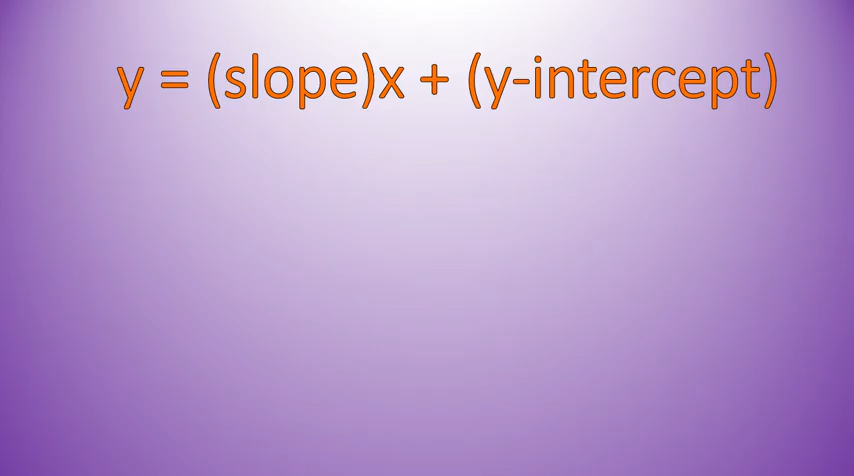 y = (slope)x + (y-intercept)